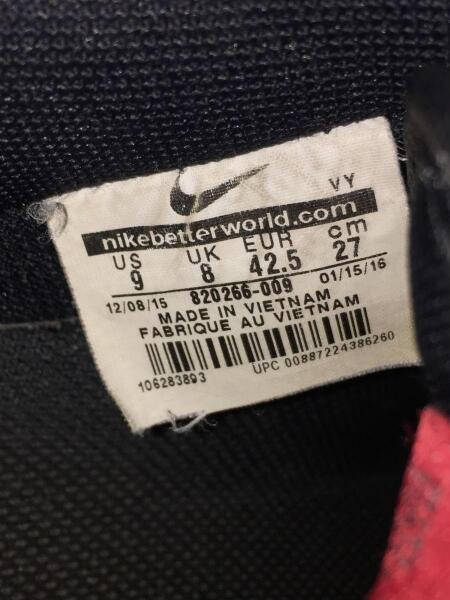 VY
nikebetterworld.com
US UK EUR cm
9 8 42.5 27
12/08/15 820266-009 01/15/16
MADE IN VIETNAM
FABRIQUE AU VIETNAM
106283893 UPC 00887224386260